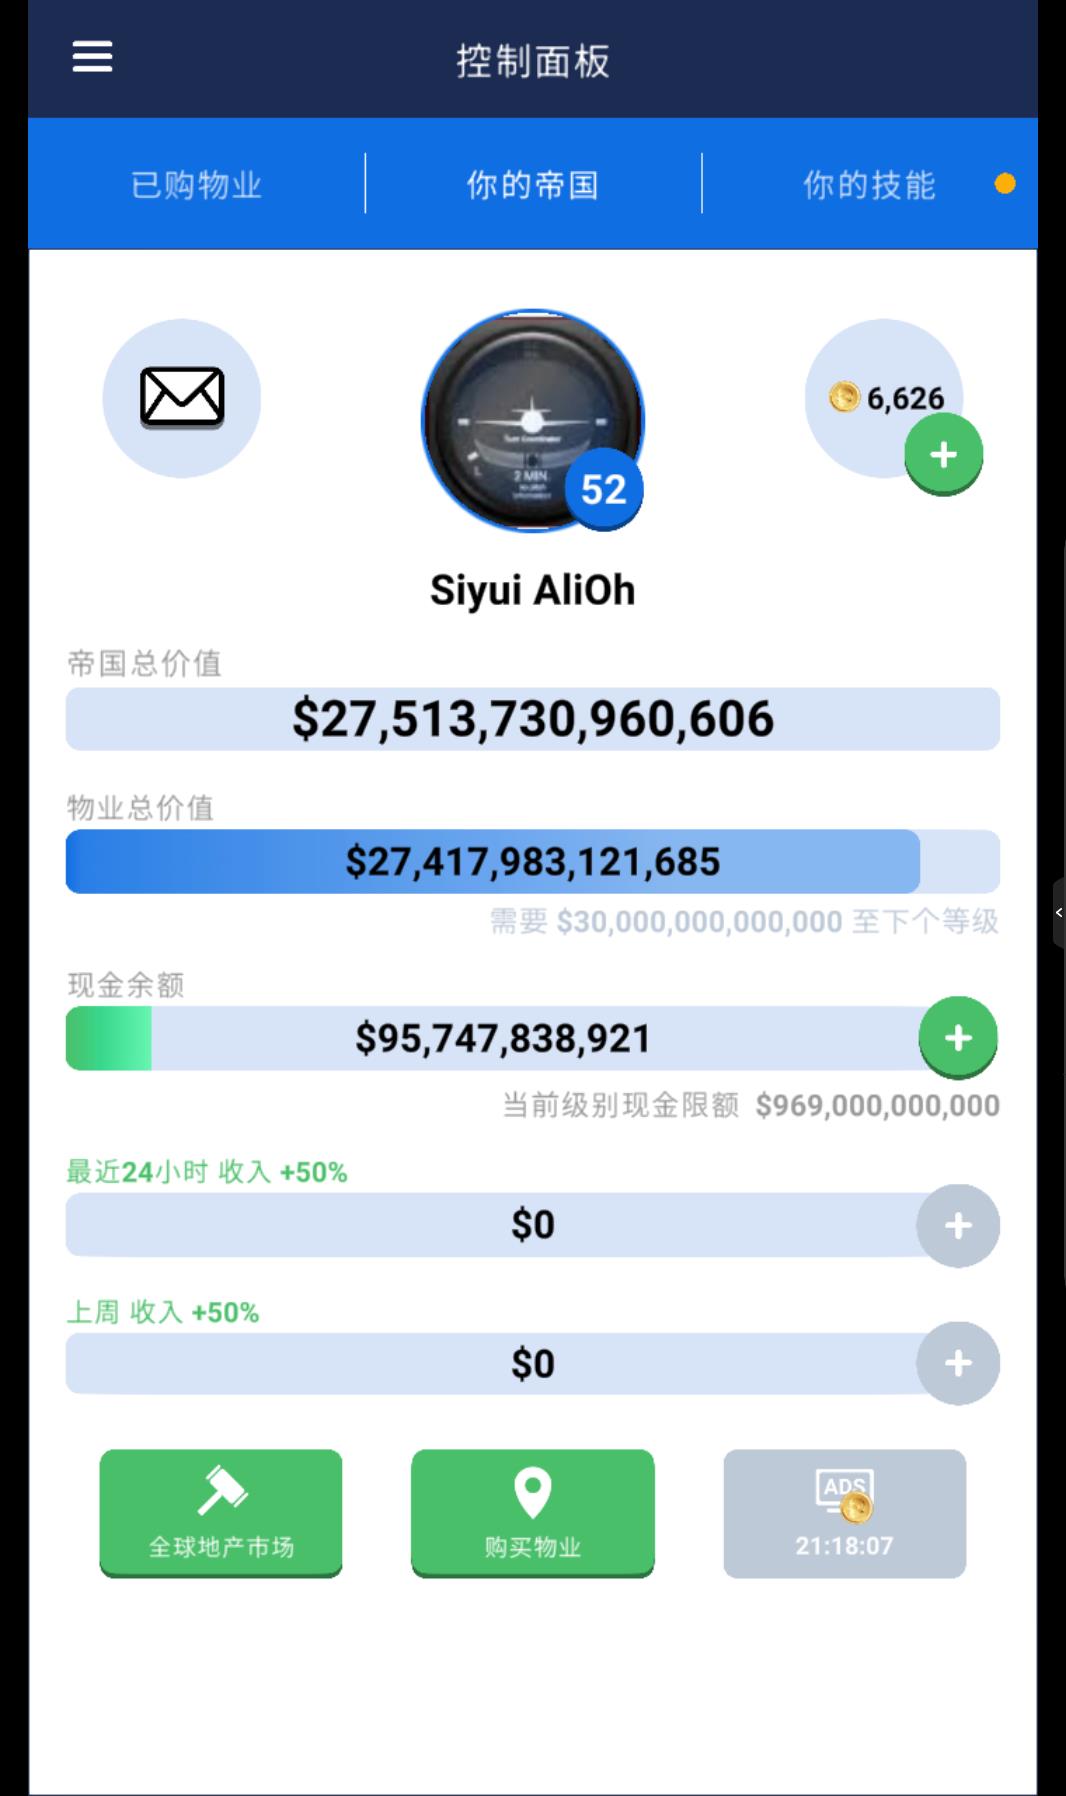 控制面板
已购物业
你的帝国
你的技能
6,626
2 MIN.
52
Siyui AliOh
帝国总价值
$27,513,730,960,606
物业总价值
$27,417,983,121,685
需要 $30,000,000,000,000 至下个等级
现金余额
$95,747,838,921
当前级别现金限额 $969,000,000,000
最近24小时 收入 +50%
$0
上周 收入 +50%
$0
全球地产市场
购买物业
ADS
21:18:07